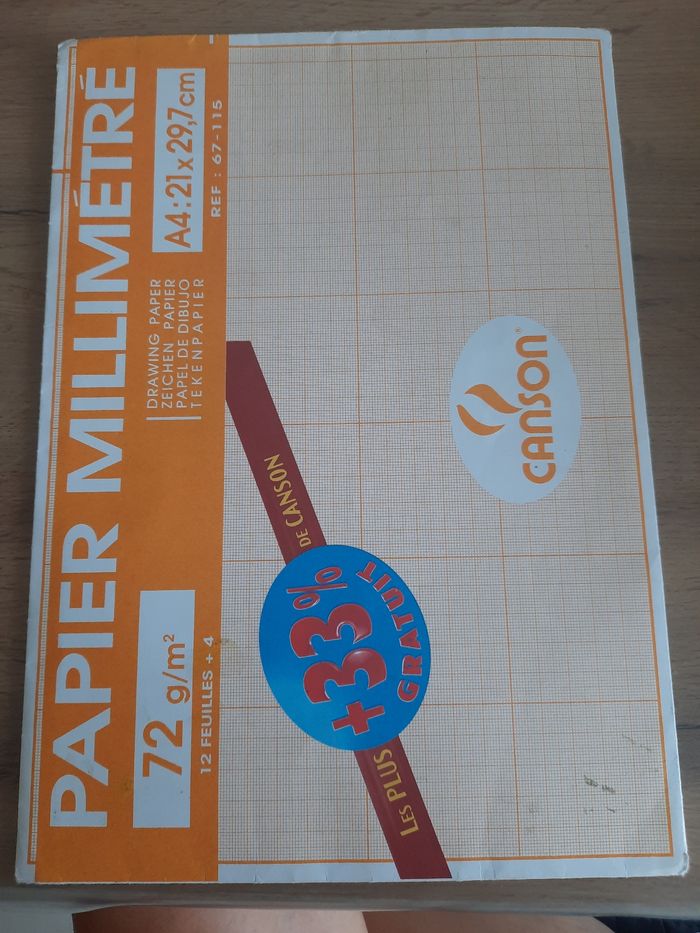 PAPIER MILLIMÉTRÉ
72 g/m²
DRAWING PAPER
ZEICHEN PAPIER
PAPEL DE DIBUJO
TEKENPAPIER
A4 : 21 x 29,7 cm
12 FEUILLES + 4
REF : 67-115
LES PLUS DE CANSON
+33%
GRATUIT
CANSON®